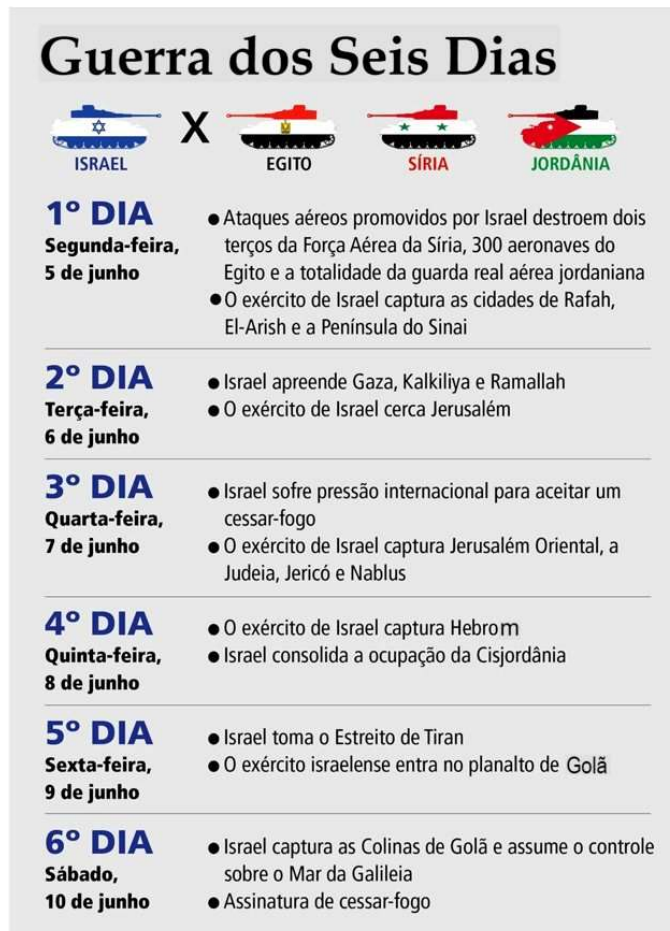 Guerra dos Seis Dias
X
ISRAEL
EGITO
SÍRIA
JORDÂNIA
1º DIA
Segunda-feira,
5 de junho
● Ataques aéreos promovidos por Israel destroem dois
terços da Força Aérea da Síria, 300 aeronaves do
Egito e a totalidade da guarda real aérea jordaniana
● O exército de Israel captura as cidades de Rafah,
El-Arish e a Península do Sinai
2º DIA
Terça-feira,
6 de junho
● Israel apreende Gaza, Kalkiliya e Ramallah
● O exército de Israel cerca Jerusalém
3º DIA
Quarta-feira,
7 de junho
● Israel sofre pressão internacional para aceitar um
cessar-fogo
● O exército de Israel captura Jerusalém Oriental, a
Judeia, Jericó e Nablus
4º DIA
Quinta-feira,
8 de junho
● O exército de Israel captura Hebrom
● Israel consolida a ocupação da Cisjordânia
5º DIA
Sexta-feira,
9 de junho
● Israel toma o Estreito de Tiran
● O exército israelense entra no planalto de Golã
6º DIA
Sábado,
10 de junho
● Israel captura as Colinas de Golã e assume o controle
sobre o Mar da Galileia
● Assinatura de cessar-fogo